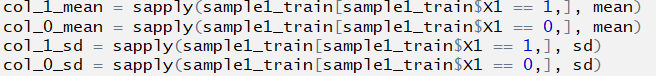 col_1_mean = sapply(sample1_train[sample1_train$X1 == 1,], mean)
col_0_mean = sapply(sample1_train[sample1_train$X1 == 0,], mean)
col_1_sd = sapply(sample1_train[sample1_train$X1 == 1,], sd)
col_0_sd = sapply(sample1_train[sample1_train$X1 == 0,], sd)